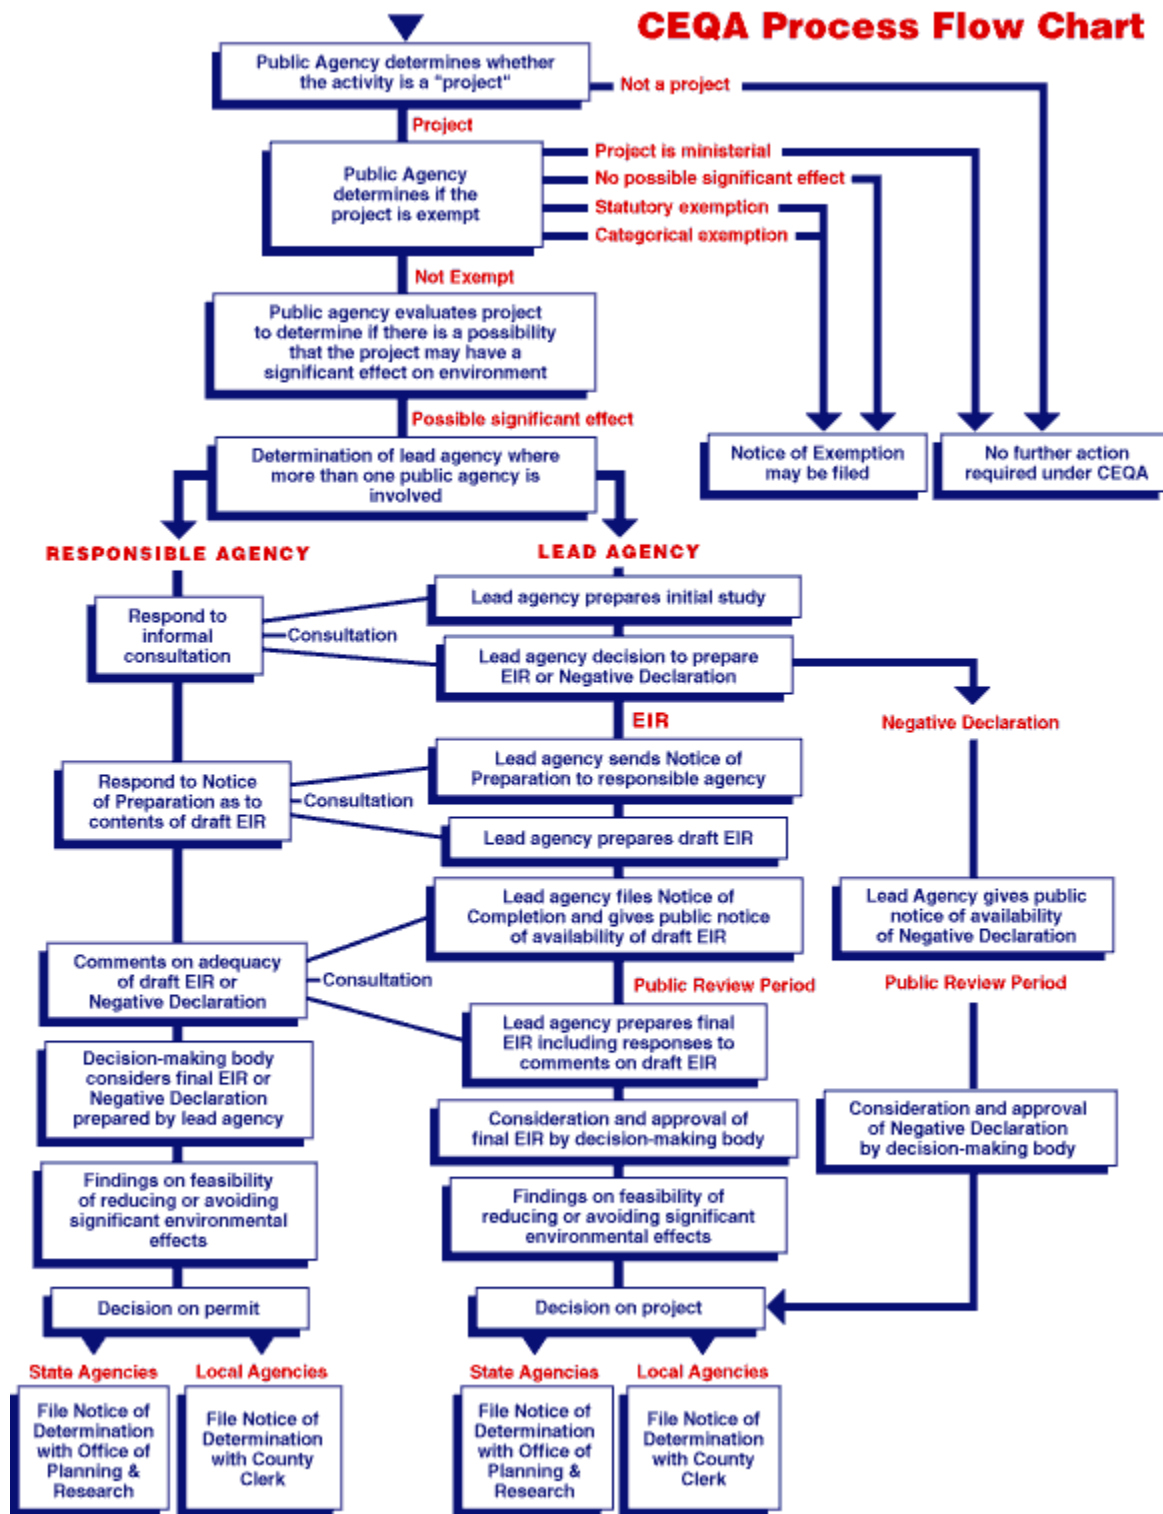 CEQA Process Flow Chart
Public Agency determines whether
the activity is a "project"
Not a project
Project
Public Agency
determines if the
project is exempt
Project is ministerial
No possible significant effect
Statutory exemption
Categorical exemption
Not Exempt
Public agency evaluates project
to determine if there is a possibility
that the project may have a
significant effect on environment
Possible significant effect
Determination of lead agency where
more than one public agency is
involved
Notice of Exemption
may be filed
No further action
required under CEQA
RESPONSIBLE AGENCY
LEAD AGENCY
Respond to
informal
consultation
Consultation
Lead agency prepares initial study
Lead agency decision to prepare
EIR or Negative Declaration
EIR
Negative Declaration
Respond to Notice
of Preparation as to
contents of draft EIR
Consultation
Lead agency sends Notice of
Preparation to responsible agency
Lead agency prepares draft EIR
Lead agency files Notice of
Completion and gives public notice
of availability of draft EIR
Lead Agency gives public
notice of availability
of Negative Declaration
Comments on adequacy
of draft EIR or
Negative Declaration
Consultation
Public Review Period
Public Review Period
Lead agency prepares final
EIR including responses to
comments on draft EIR
Decision-making body
considers final EIR or
Negative Declaration
prepared by lead agency
Consideration and approval of
final EIR by decision-making body
Consideration and approval
of Negative Declaration
by decision-making body
Findings on feasibility
of reducing or avoiding
significant environmental
effects
Findings on feasibility of
reducing or avoiding significant
environmental effects
Decision on permit
Decision on project
State Agencies
Local Agencies
State Agencies
Local Agencies
File Notice of
Determination
with Office of
Planning &
Research
File Notice of
Determination
with County
Clerk
File Notice of
Determination
with Office of
Planning &
Research
File Notice of
Determination
with County
Clerk